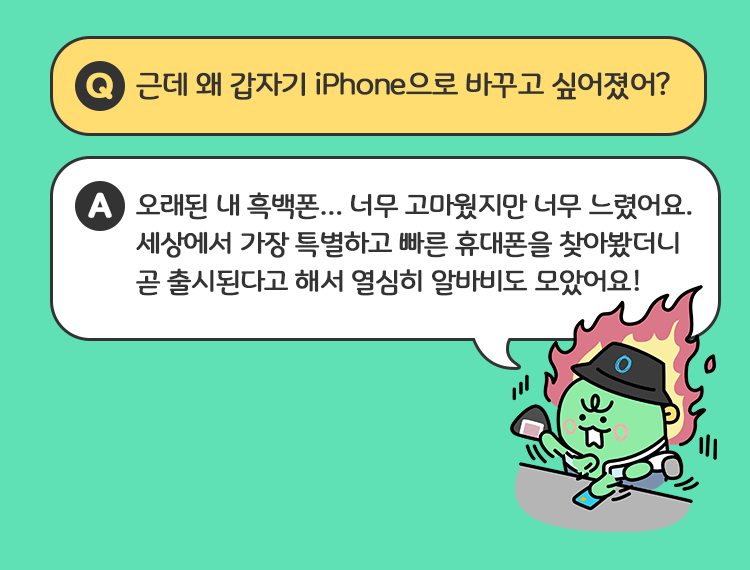 Q 근데 왜 갑자기 iPhone으로 바꾸고 싶어졌어?
A 오래된 내 흑백폰... 너무 고마웠지만 너무 느렸어요.
세상에서 가장 특별하고 빠른 휴대폰을 찾아봤더니
곧 출시된다고 해서 열심히 알바비도 모았어요!